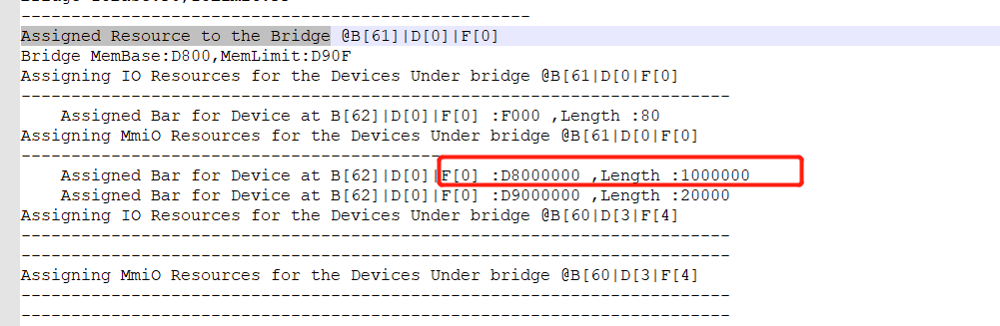 ---------------------------------------------------
Assigned Resource to the Bridge @B[61]|D[0]|F[0]
Bridge MemBase:D800,MemLimit:D90F
Assigning IO Resources for the Devices Under bridge @B[61|D[0|F[0]
-----------------------------------------------------------------------
    Assigned Bar for Device at B[62]|D[0]|F[0] :F000 ,Length :80
Assigning MmiO Resources for the Devices Under bridge @B[61|D[0|F[0]
-----------------------------------------------------------------------
    Assigned Bar for Device at B[62]|D[0]|F[0] :D8000000 ,Length :1000000
    Assigned Bar for Device at B[62]|D[0]|F[0] :D9000000 ,Length :20000
Assigning IO Resources for the Devices Under bridge @B[60|D[3|F[4]
-----------------------------------------------------------------------
-----------------------------------------------------------------------
Assigning MmiO Resources for the Devices Under bridge @B[60|D[3|F[4]
-----------------------------------------------------------------------
-----------------------------------------------------------------------